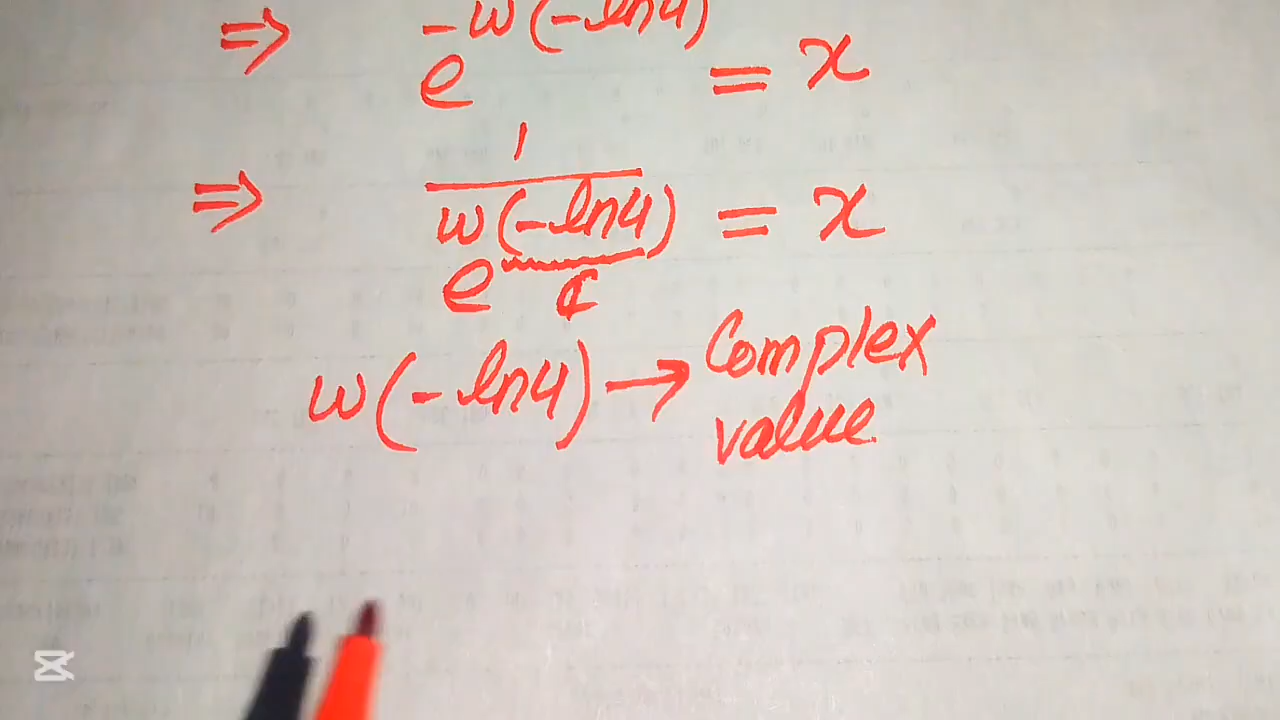 ⇒ e^{-w(-ln4)} = x
⇒ 1/e^{w(-ln4)} = x
¢
w(-ln4) → Complex
value